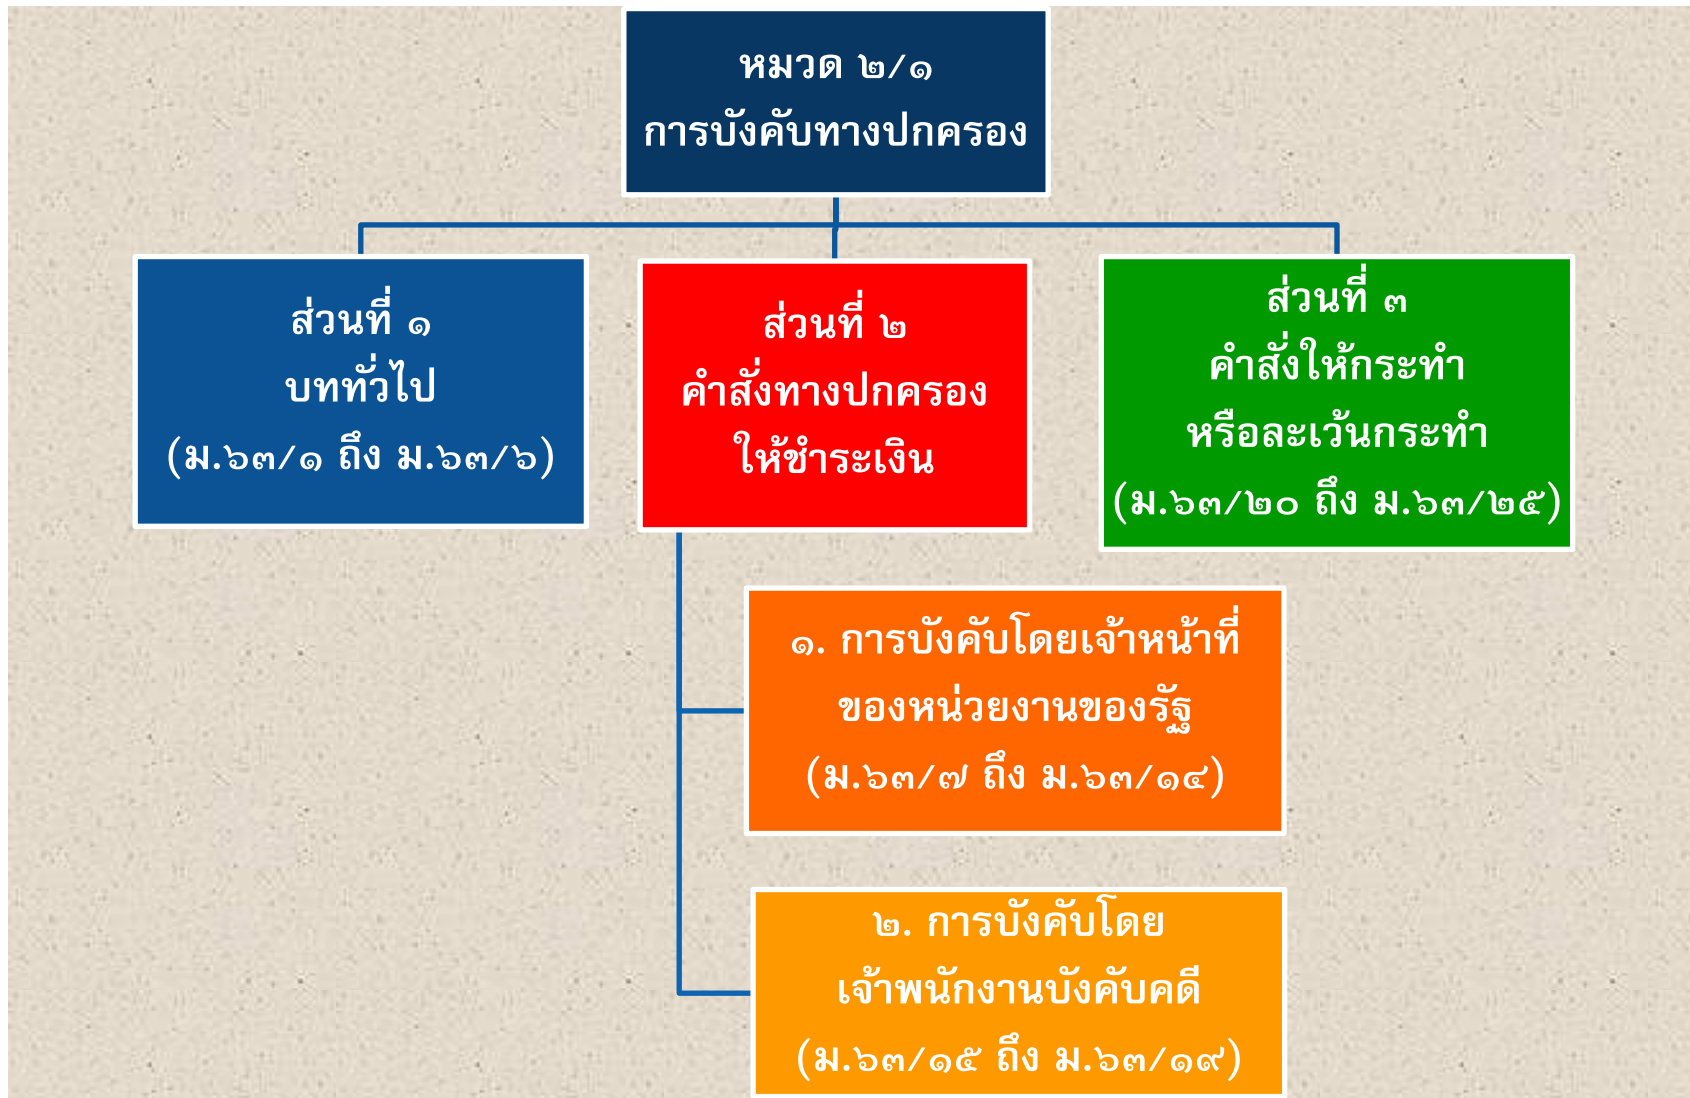 หมวด ๒/๑
การบังคับทางปกครอง
ส่วนที่ ๑
บททั่วไป
(ม.๖๓/๑ ถึง ม.๖๓/๖)
ส่วนที่ ๒
คำสั่งทางปกครอง
ให้ชำระเงิน
ส่วนที่ ๓
คำสั่งให้กระทำ
หรือละเว้นกระทำ
(ม.๖๓/๒๐ ถึง ม.๖๓/๒๕)
๑. การบังคับโดยเจ้าหน้าที่
ของหน่วยงานของรัฐ
(ม.๖๓/๗ ถึง ม.๖๓/๑๔)
๒. การบังคับโดย
เจ้าพนักงานบังคับคดี
(ม.๖๓/๑๕ ถึง ม.๖๓/๑๙)